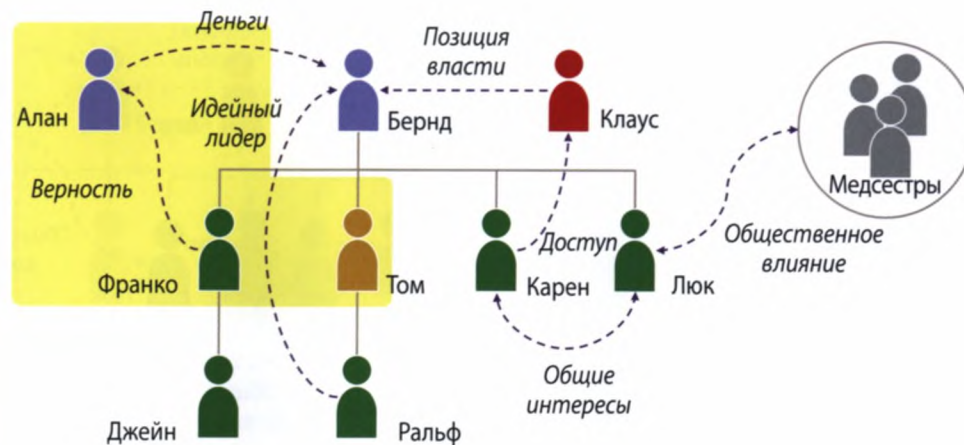 Деньги
Позиция
власти
Алан
Идейный
лидер
Бернд
Клаус
Медсестры
Верность
Франко
Том
Доступ
Карен
Люк
Общественное
влияние
Общие
интересы
Джейн
Ральф